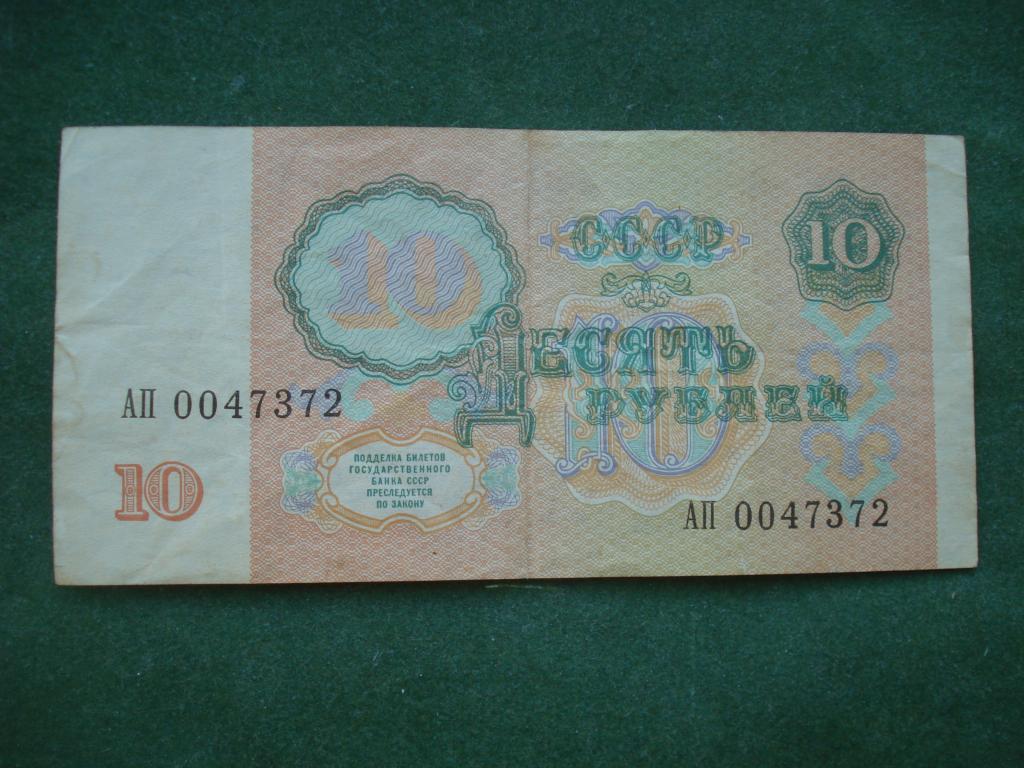 10
СССР
10
ДЕСЯТЬ
10
РУБЛЕЙ
АП 0047372
10
ПОДДЕЛКА БИЛЕТОВ
ГОСУДАРСТВЕННОГО
БАНКА СССР
ПРЕСЛЕДУЕТСЯ
ПО ЗАКОНУ
АП 0047372